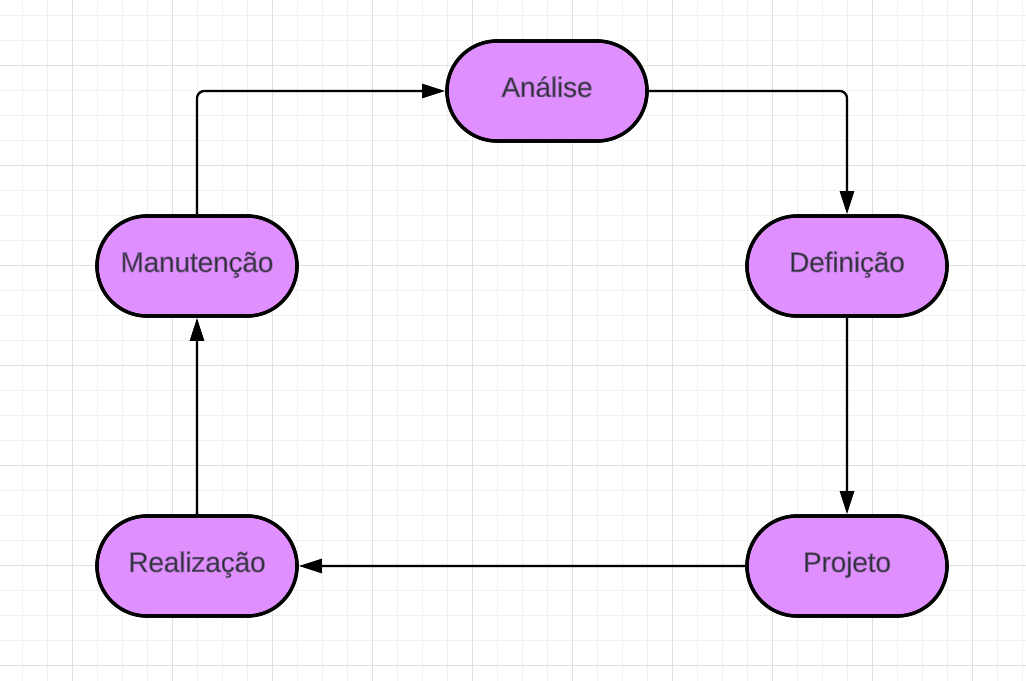 Análise
Manutenção
Definição
Realização
Projeto